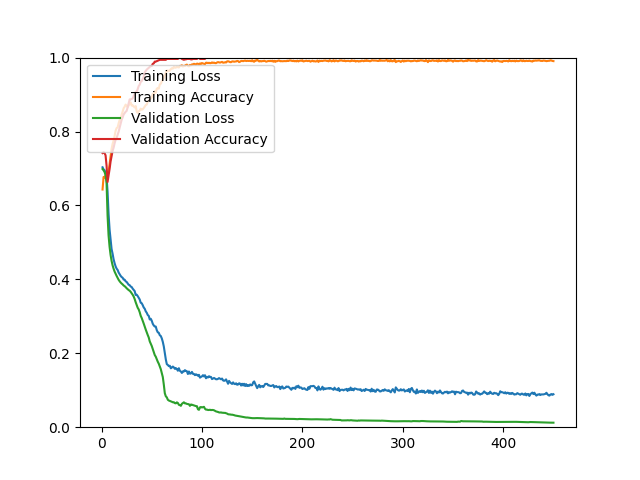 1.0
0.8
0.6
0.4
0.2
0.0
Training Loss
Training Accuracy
Validation Loss
Validation Accuracy
0 100 200 300 400